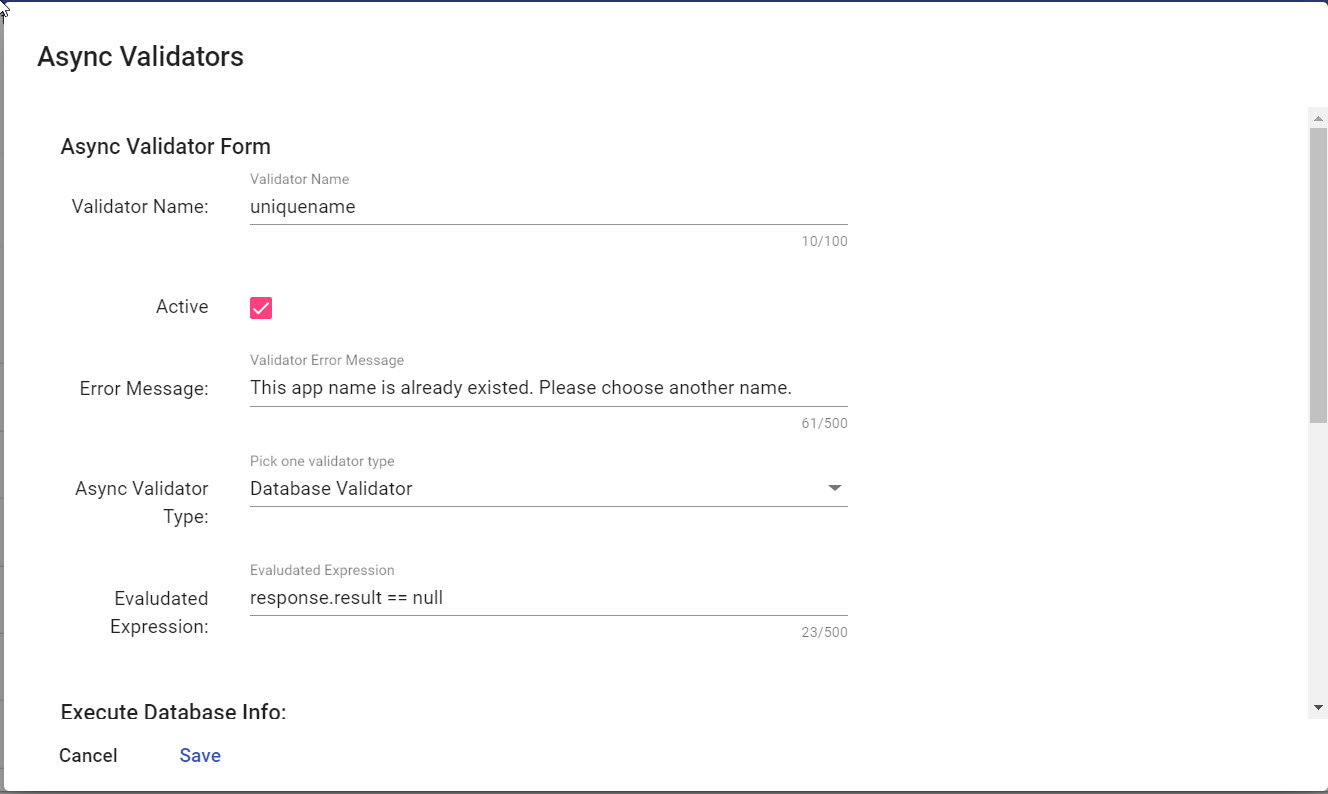 Async Validators
Async Validator Form
Validator Name
Validator Name: uniquename
10/100
Active
Validator Error Message
Error Message: This app name is already existed. Please choose another name.
61/500
Pick one validator type
Async Validator Database Validator
Type:
Evaludated Expression
Evaludated response.result == null
Expression:
23/500
Execute Database Info:
Cancel Save